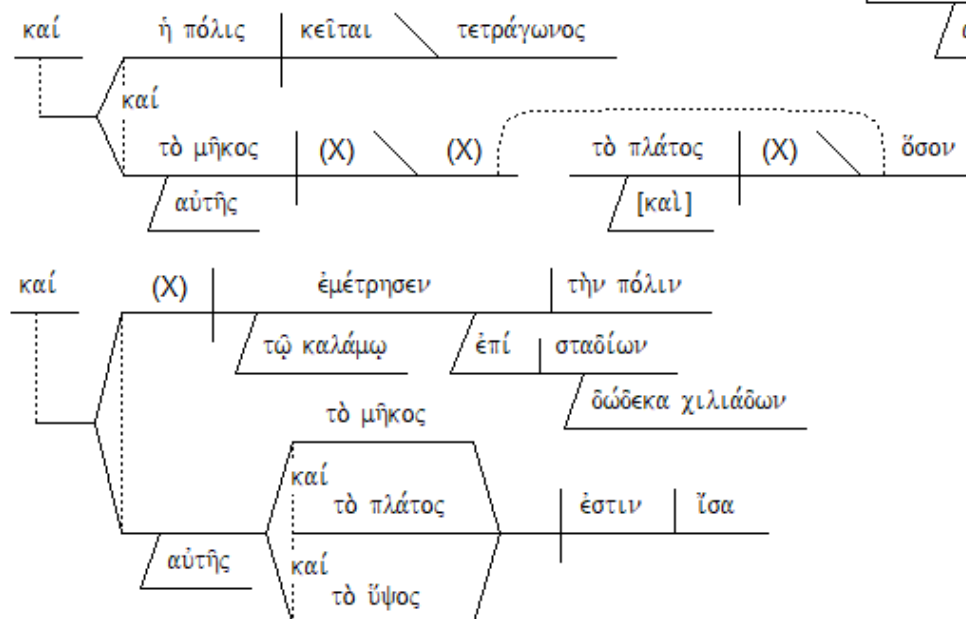 καί ἡ πόλις κεῖται τετράγωνος
καί
τὸ μῆκος (X) (X) τὸ πλάτος (X) ὅσον
αὐτῆς [καὶ]
καί (X) ἐμέτρησεν τὴν πόλιν
τῷ καλάμῳ ἐπί σταδίων
δώδεκα χιλιάδων
τὸ μῆκος
καί
τὸ πλάτος ἐστιν ἴσα
αὐτῆς καί
τὸ ὕψος